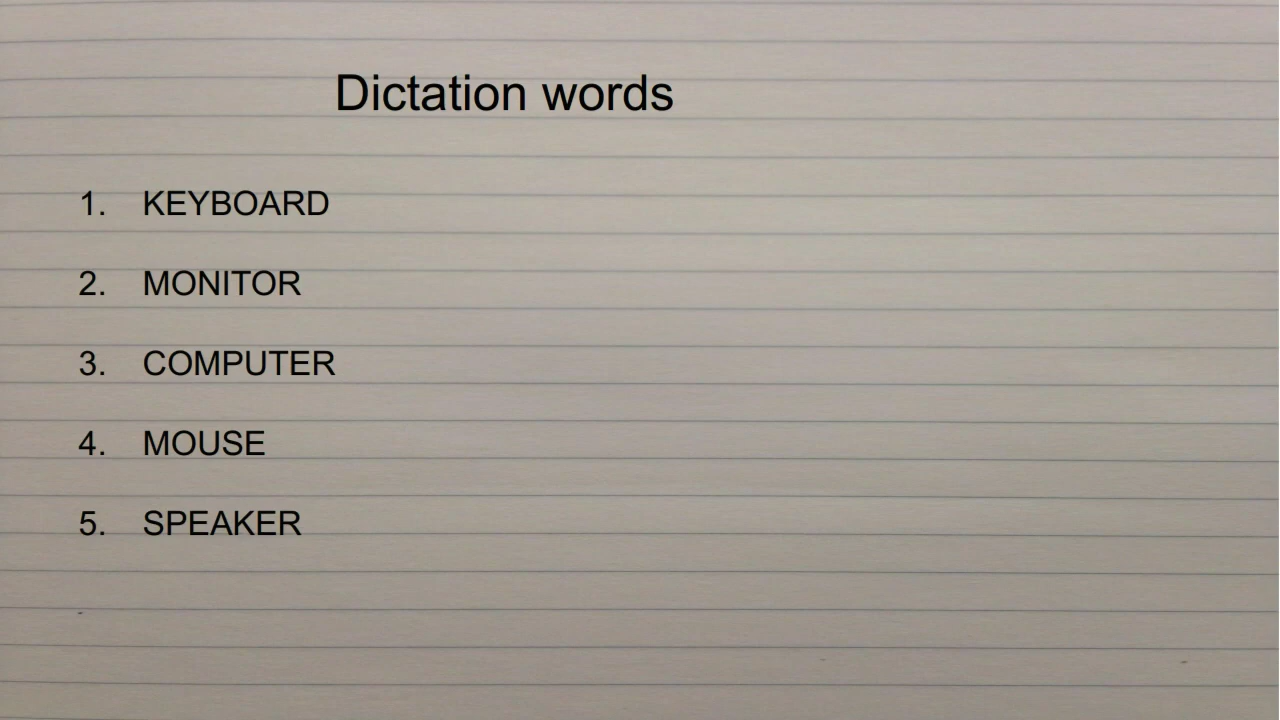 Dictation words
1. KEYBOARD
2. MONITOR
3. COMPUTER
4. MOUSE
5. SPEAKER